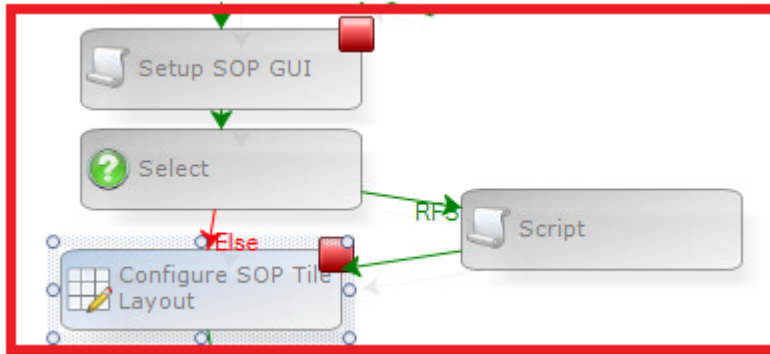 Setup SOP GUI
Select
RFS
Script
Else
Configure SOP Tile
Layout